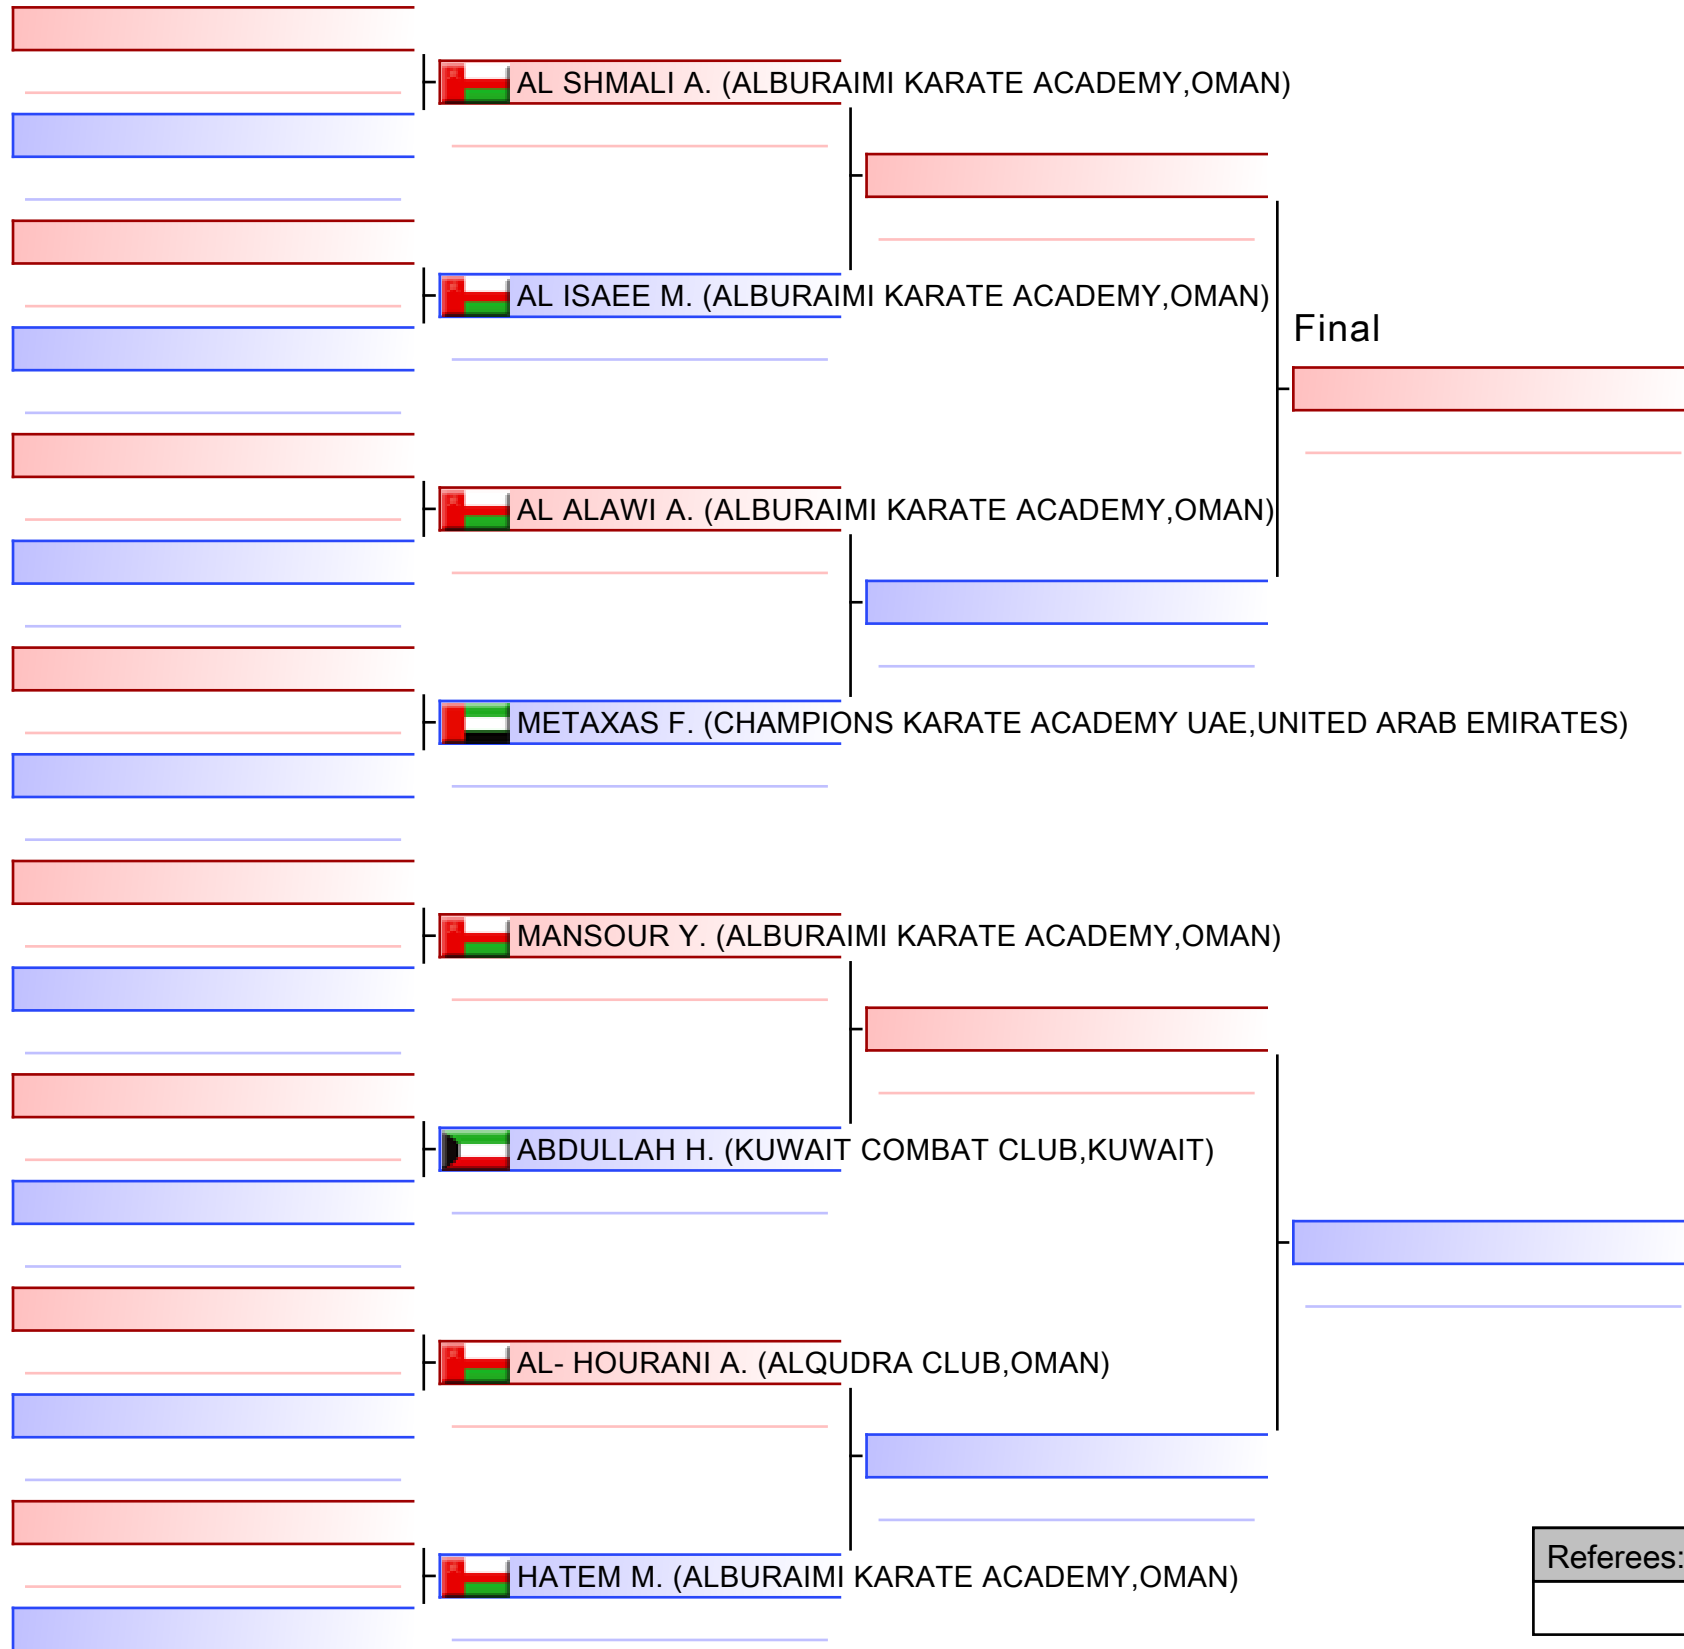 AL SHMALI A. (ALBURAIMI KARATE ACADEMY,OMAN)
AL ISAEE M. (ALBURAIMI KARATE ACADEMY,OMAN)
Final
AL ALAWI A. (ALBURAIMI KARATE ACADEMY,OMAN)
METAXAS F. (CHAMPIONS KARATE ACADEMY UAE,UNITED ARAB EMIRATES)
MANSOUR Y. (ALBURAIMI KARATE ACADEMY,OMAN)
ABDULLAH H. (KUWAIT COMBAT CLUB,KUWAIT)
AL- HOURANI A. (ALQUDRA CLUB,OMAN)
Referees:
HATEM M. (ALBURAIMI KARATE ACADEMY,OMAN)